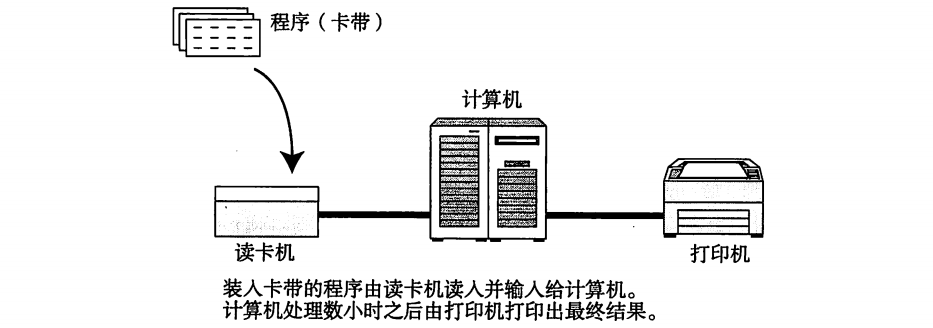 程序（卡带）
计算机
读卡机
打印机
装入卡带的程序由读卡机读入并输入给计算机。
计算机处理数小时之后由打印机打印出最终结果。